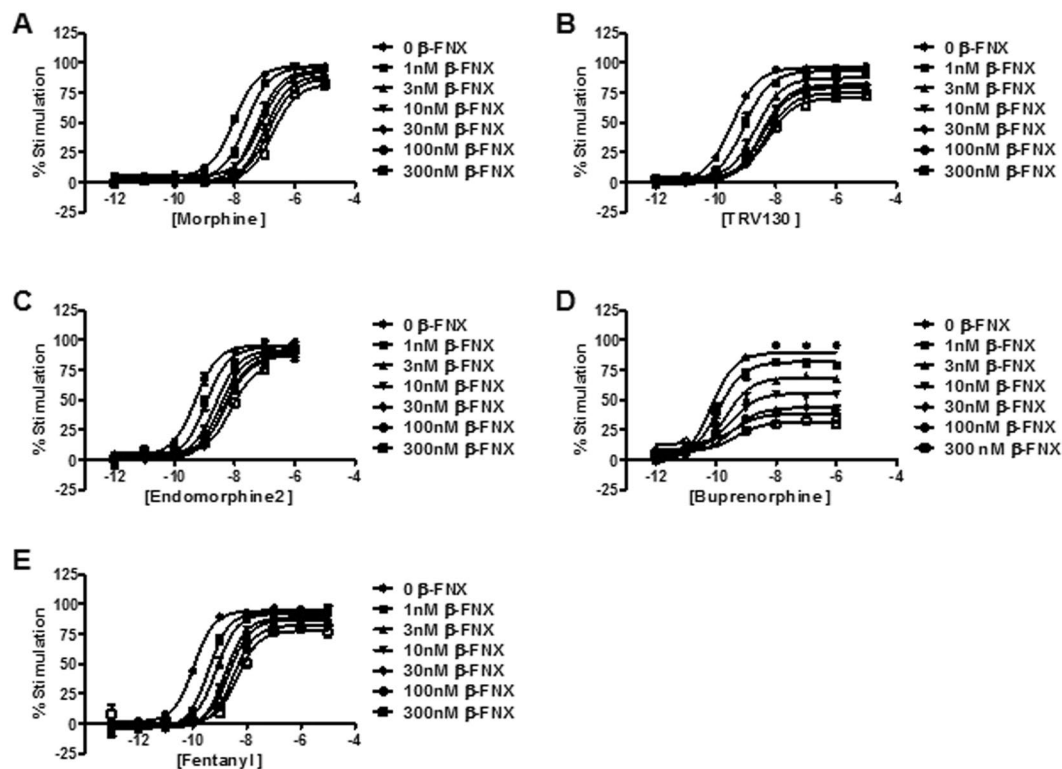 A
% Stimulation
125
100
75
50
25
0
-25
-12
-10
-8
-6
-4
[Morphine]
0 β-FNX
1nM β-FNX
3nM β-FNX
10nM β-FNX
30nM β-FNX
100nM β-FNX
300nM β-FNX
B
% Stimulation
125
100
75
50
25
0
-25
-12
-10
-8
-6
-4
[TRV130]
0 β-FNX
1nM β-FNX
3nM β-FNX
10nM β-FNX
30nM β-FNX
100nM β-FNX
300nM β-FNX
C
% Stimulation
125
100
75
50
25
0
-25
-12
-10
-8
-6
-4
[Endomorphine2]
0 β-FNX
1nM β-FNX
3nM β-FNX
10nM β-FNX
30nM β-FNX
100nM β-FNX
300nM β-FNX
D
% Stimulation
125
100
75
50
25
0
-25
-12
-10
-8
-6
-4
[Buprenorphine]
0 β-FNX
1nM β-FNX
3nM β-FNX
10nM β-FNX
30nM β-FNX
100nM β-FNX
300 nM β-FNX
E
% Stimulation
125
100
75
50
25
0
-25
-12
-10
-8
-6
-4
[Fentanyl]
0 β-FNX
1nM β-FNX
3nM β-FNX
10nM β-FNX
30nM β-FNX
100nM β-FNX
300nM β-FNX